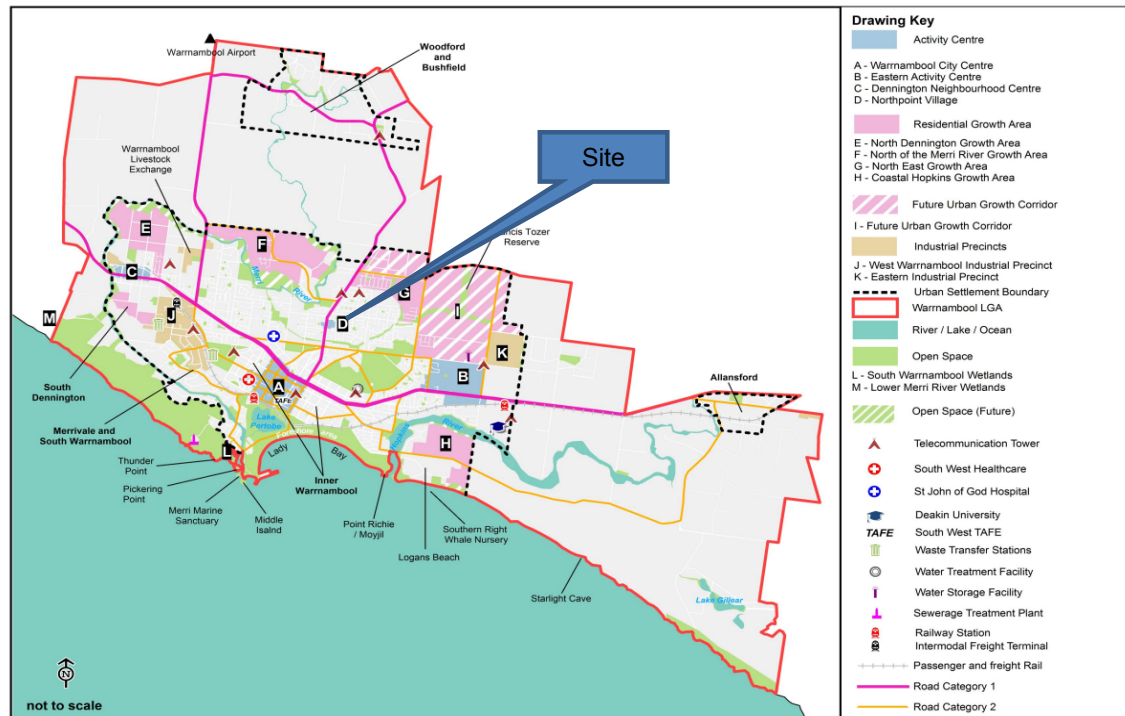 Warrnambool Airport
Woodford
and
Bushfield
Site
Warrnambool
Livestock
Exchange
Tozer
Reserve
E
F
C
Merri
River
G
I
D
M
J
K
B
A
TAFE
South
Dennington
Allansford
Lake
Pertobe
Hopkins
River
H
Merrivale and
South Warrnambool
L
Lady
Bay
Thunder
Point
Pickering
Point
Inner
Warrnambool
Merri Marine
Sanctuary
Middle
Isalnd
Point Richie
/ Moyjil
Southern Right
Whale Nursery
Logans Beach
Starlight Cave
Lake Gillear
N
not to scale
Drawing Key
Activity Centre
A - Warrnambool City Centre
B - Eastern Activity Centre
C - Dennington Neighbourhood Centre
D - Northpoint Village
Residential Growth Area
E - North Dennington Growth Area
F - North of the Merri River Growth Area
G - North East Growth Area
H - Coastal Hopkins Growth Area
Future Urban Growth Corridor
I - Future Urban Growth Corridor
Industrial Precincts
J - West Warrnambool Industrial Precinct
K - Eastern Industrial Precinct
Urban Settlement Boundary
Warrnambool LGA
River / Lake / Ocean
Open Space
L - South Warrnambool Wetlands
M - Lower Merri River Wetlands
Open Space (Future)
Telecommunication Tower
South West Healthcare
St John of God Hospital
Deakin University
TAFE South West TAFE
Waste Transfer Stations
Water Treatment Facility
Water Storage Facility
Sewerage Treatment Plant
Railway Station
Intermodal Freight Terminal
Passenger and freight Rail
Road Category 1
Road Category 2